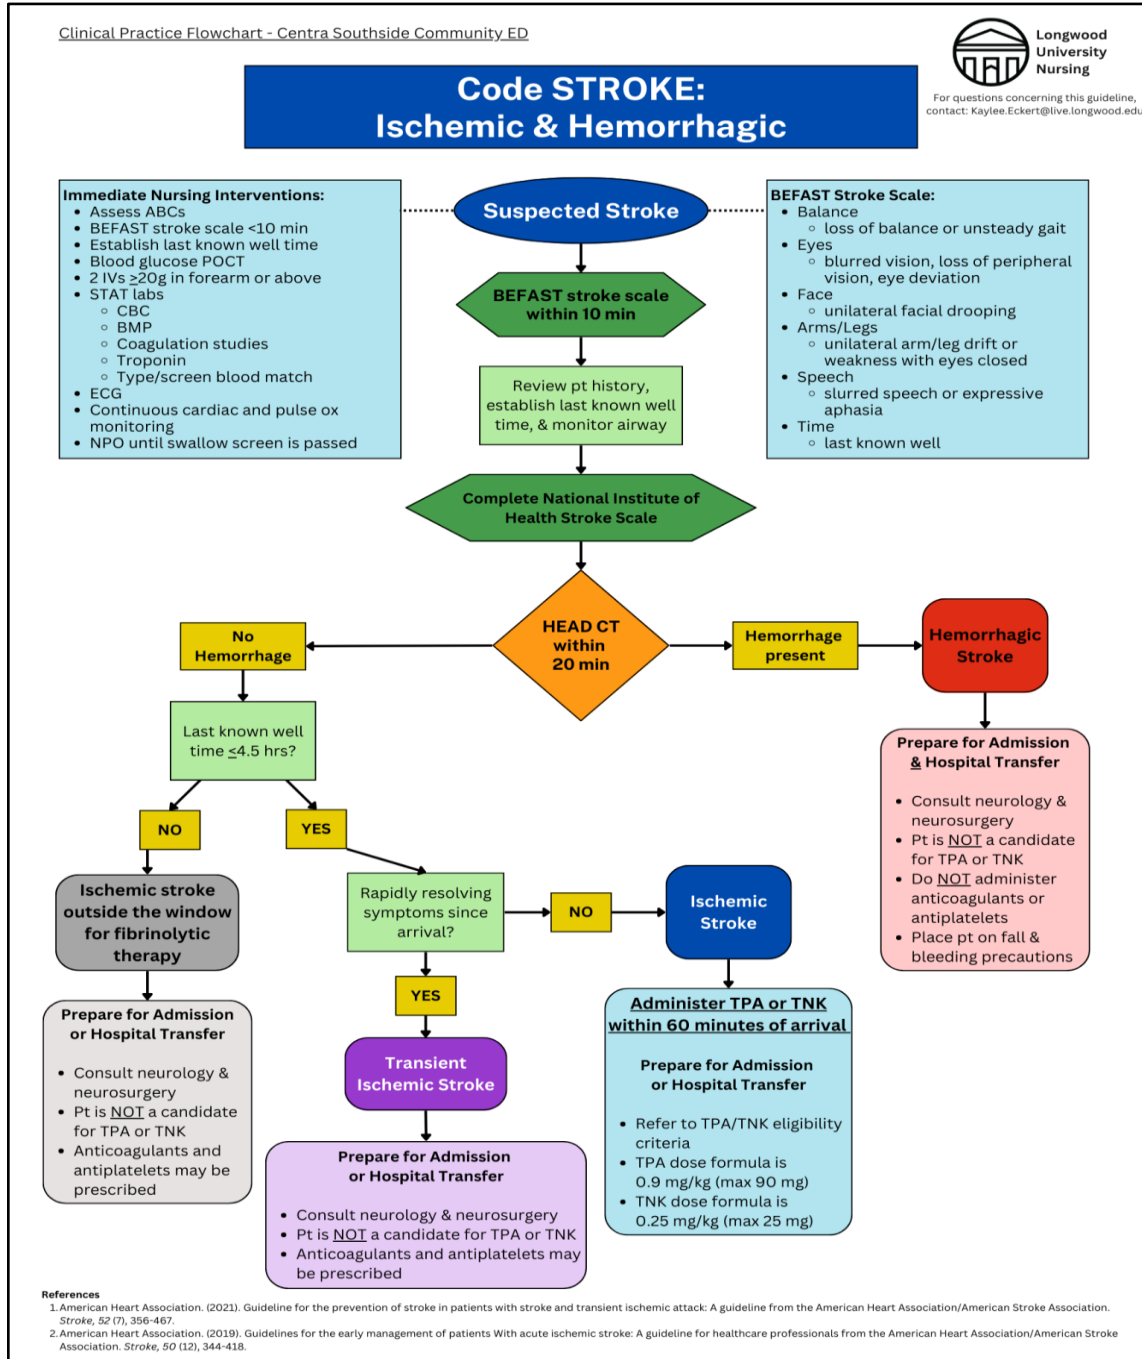 Clinical Practice Flowchart - Centra Southside Community ED
Longwood
University
Nursing
For questions concerning this guideline,
contact: Kaylee.Eckert@live.longwood.edu
Code STROKE:
Ischemic & Hemorrhagic
Immediate Nursing Interventions:
• Assess ABCs
• BEFAST stroke scale <10 min
• Establish last known well time
• Blood glucose POCT
• 2 IVs ≥20g in forearm or above
• STAT labs
○ CBC
○ BMP
○ Coagulation studies
○ Troponin
○ Type/screen blood match
• ECG
• Continuous cardiac and pulse ox
monitoring
• NPO until swallow screen is passed
Suspected Stroke
BEFAST Stroke Scale:
• Balance
○ loss of balance or unsteady gait
• Eyes
○ blurred vision, loss of peripheral
vision, eye deviation
• Face
○ unilateral facial drooping
• Arms/Legs
○ unilateral arm/leg drift or
weakness with eyes closed
• Speech
○ slurred speech or expressive
aphasia
• Time
○ last known well
BEFAST stroke scale
within 10 min
Review pt history,
establish last known well
time, & monitor airway
Complete National Institute of
Health Stroke Scale
HEAD CT
within
20 min
No
Hemorrhage
Hemorrhage
present
Hemorrhagic
Stroke
Last known well
time ≤4.5 hrs?
NO
YES
Prepare for Admission
& Hospital Transfer
• Consult neurology &
neurosurgery
• Pt is NOT a candidate
for TPA or TNK
• Do NOT administer
anticoagulants or
antiplatelets
• Place pt on fall &
bleeding precautions
Ischemic stroke
outside the window
for fibrinolytic
therapy
Rapidly resolving
symptoms since
arrival?
NO
Ischemic
Stroke
YES
Prepare for Admission
or Hospital Transfer
• Consult neurology &
neurosurgery
• Pt is NOT a candidate
for TPA or TNK
• Anticoagulants and
antiplatelets may be
prescribed
Transient
Ischemic Stroke
Prepare for Admission
or Hospital Transfer
• Consult neurology & neurosurgery
• Pt is NOT a candidate for TPA or TNK
• Anticoagulants and antiplatelets may
be prescribed
Administer TPA or TNK
within 60 minutes of arrival
Prepare for Admission
or Hospital Transfer
• Refer to TPA/TNK eligibility
criteria
• TPA dose formula is
0.9 mg/kg (max 90 mg)
• TNK dose formula is
0.25 mg/kg (max 25 mg)
References
1. American Heart Association. (2021). Guideline for the prevention of stroke in patients with stroke and transient ischemic attack: A guideline from the American Heart Association/American Stroke Association.
Stroke, 52 (7), 356-467.
2. American Heart Association. (2019). Guidelines for the early management of patients With acute ischemic stroke: A guideline for healthcare professionals from the American Heart Association/American Stroke
Association. Stroke, 50 (12), 344-418.